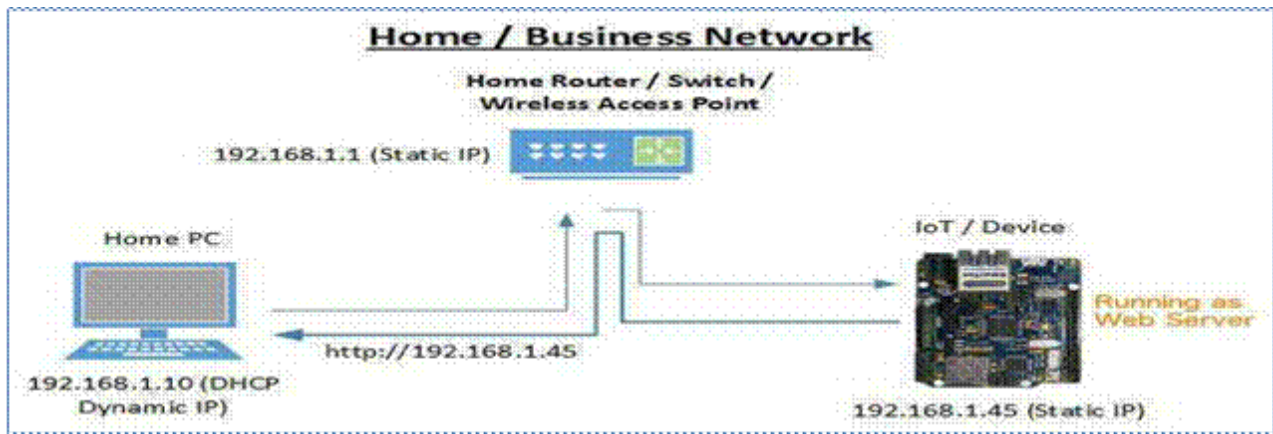 Home / Business Network
Home Router / Switch /
Wireless Access Point
192.168.1.1 (Static IP)
Home PC
IoT / Device
Running as
Web Server
http://192.168.1.45
192.168.1.10 (DHCP
Dynamic IP)
192.168.1.45 (Static IP)